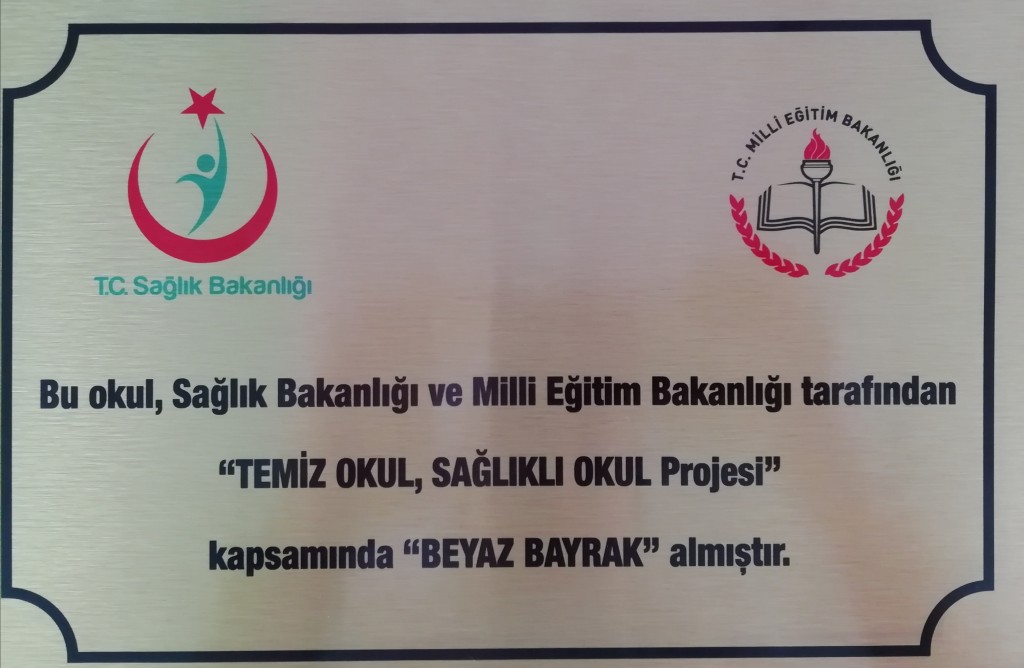 T.C. Sağlık Bakanlığı
T.C. MİLLİ EĞİTİM BAKANLIĞI
Bu okul, Sağlık Bakanlığı ve Milli Eğitim Bakanlığı tarafından
“TEMİZ OKUL, SAĞLIKLI OKUL Projesi”
kapsamında “BEYAZ BAYRAK” almıştır.